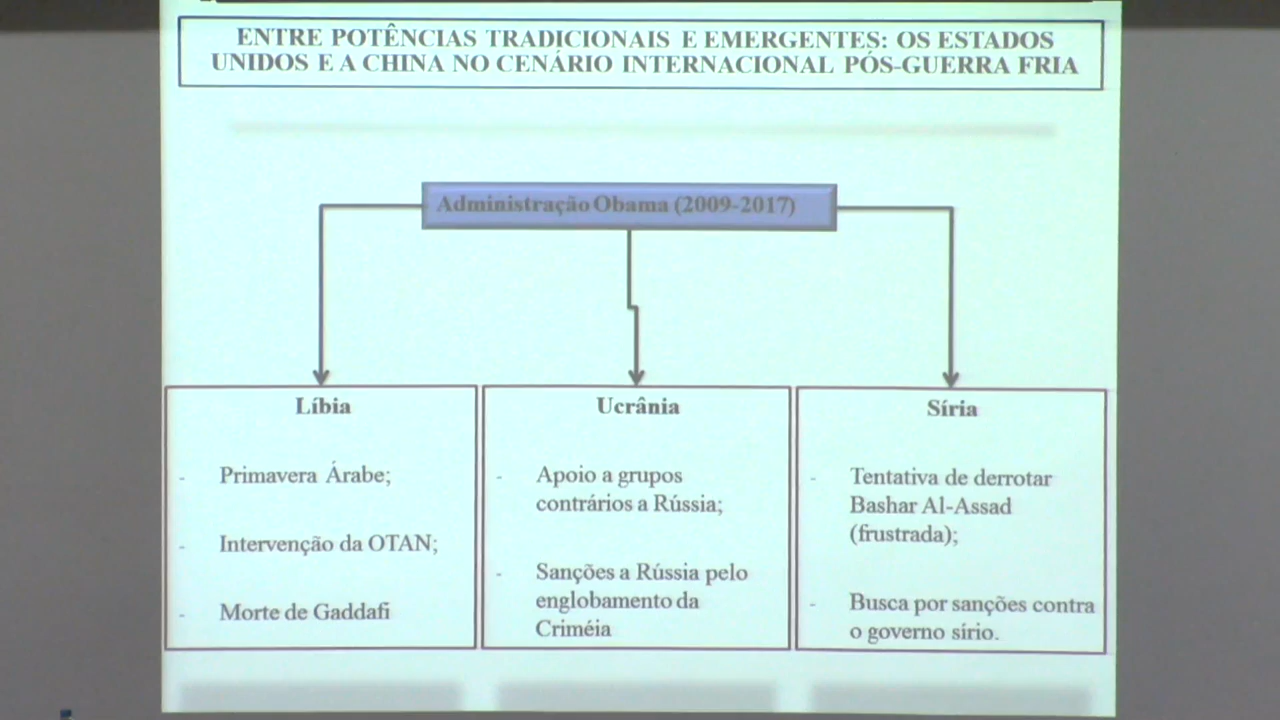 ENTRE POTÊNCIAS TRADICIONAIS E EMERGENTES: OS ESTADOS
UNIDOS E A CHINA NO CENÁRIO INTERNACIONAL PÓS-GUERRA FRIA
Administração Obama (2009-2017)
Líbia
- Primavera Árabe;
- Intervenção da OTAN;
- Morte de Gaddafi
Ucrânia
- Apoio a grupos
contrários a Rússia;
- Sanções a Rússia pelo
englobamento da
Criméia
Síria
- Tentativa de derrotar
Bashar Al-Assad
(frustrada);
- Busca por sanções contra
o governo sírio.